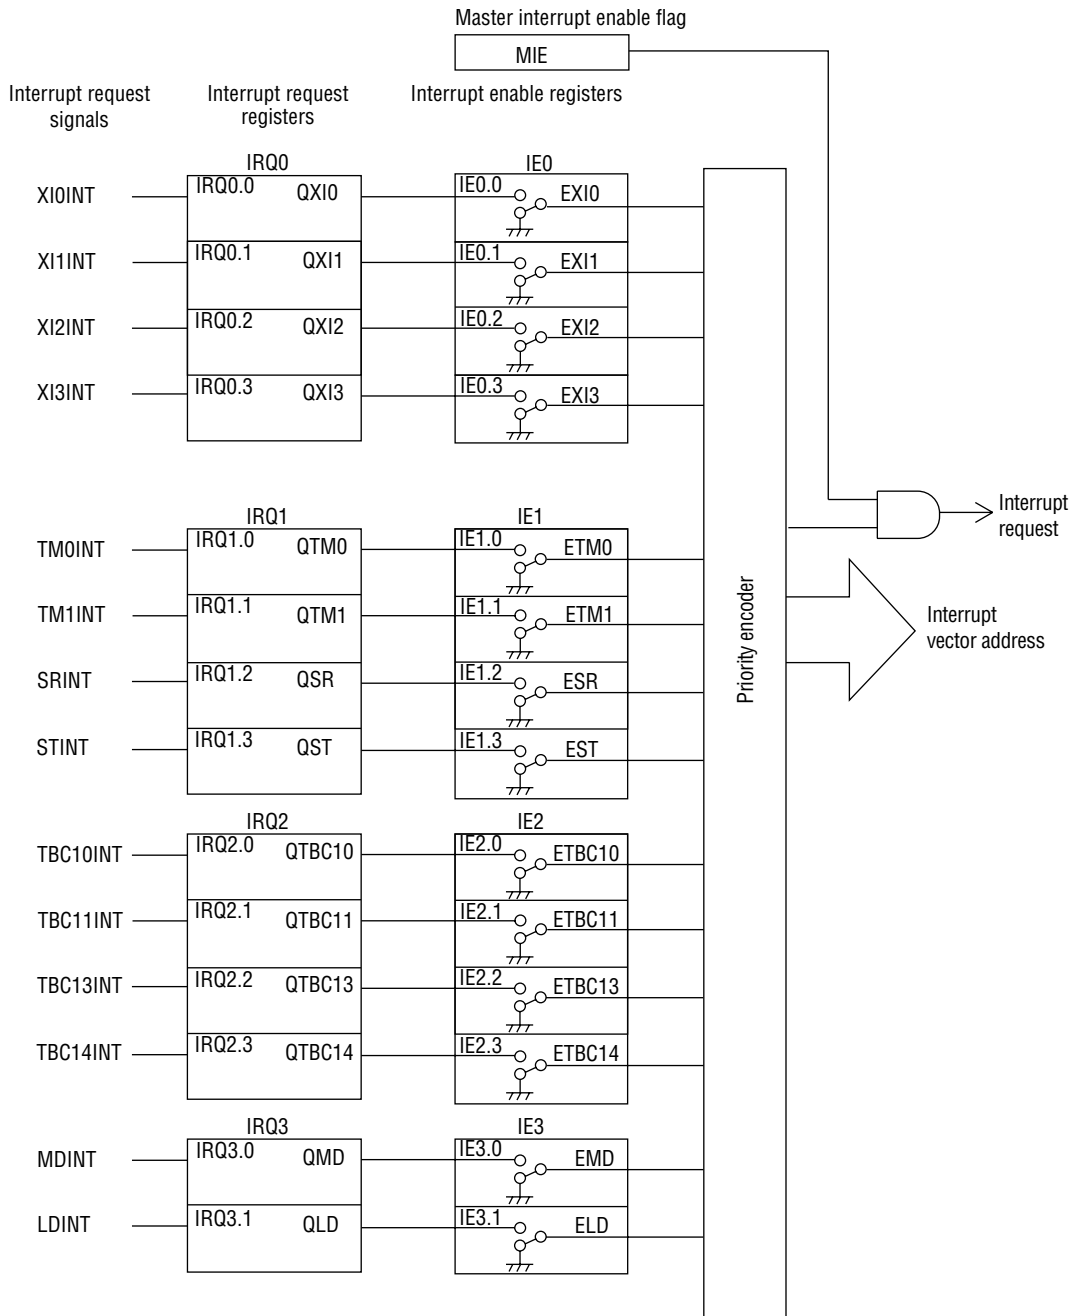 Master interrupt enable flag
MIE
Interrupt request
signals
Interrupt request
registers
Interrupt enable registers
IRQ0
IE0
XI0INT
IRQ0.0
QXI0
IE0.0
EXI0
XI1INT
IRQ0.1
QXI1
IE0.1
EXI1
XI2INT
IRQ0.2
QXI2
IE0.2
EXI2
XI3INT
IRQ0.3
QXI3
IE0.3
EXI3
IRQ1
IE1
TM0INT
IRQ1.0
QTM0
IE1.0
ETM0
TM1INT
IRQ1.1
QTM1
IE1.1
ETM1
SRINT
IRQ1.2
QSR
IE1.2
ESR
STINT
IRQ1.3
QST
IE1.3
EST
IRQ2
IE2
TBC10INT
IRQ2.0
QTBC10
IE2.0
ETBC10
TBC11INT
IRQ2.1
QTBC11
IE2.1
ETBC11
TBC13INT
IRQ2.2
QTBC13
IE2.2
ETBC13
TBC14INT
IRQ2.3
QTBC14
IE2.3
ETBC14
IRQ3
IE3
MDINT
IRQ3.0
QMD
IE3.0
EMD
LDINT
IRQ3.1
QLD
IE3.1
ELD
Priority encoder
Interrupt
request
Interrupt
vector address